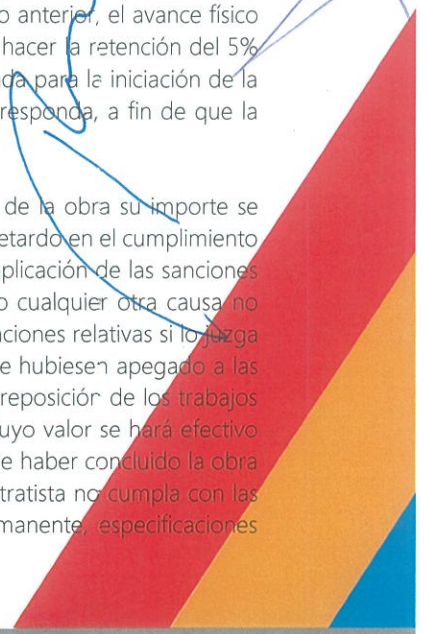 o anterior, el avance físico
hacer la retención del 5%
da para la iniciación de la
responda, a fin de que la
de la obra su importe se
etardo en el cumplimiento
plicación de las sanciones
o cualquier otra causa no
aciones relativas si lo juzga
e hubiesen apegado a las
reposición de los trabajos
uyo valor se hará efectivo
e haber concluido la obra
tratista no cumpla con las
manente, especificaciones